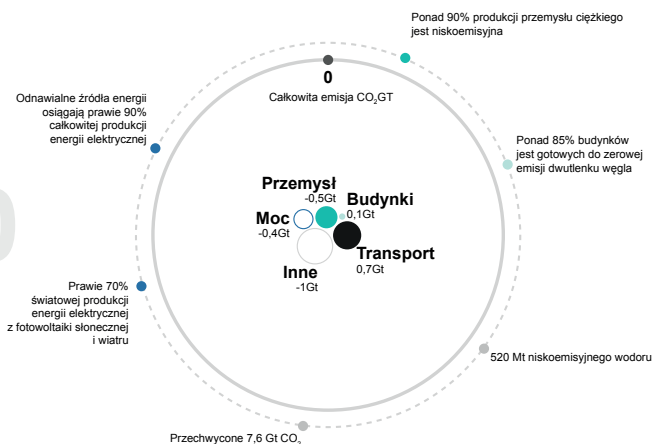 Ponad 90% produkcji przemysłu ciężkiego
jest niskoemisyjna
0
Całkowita emisja CO₂GT
Odnawialne źródła energii
osiągają prawie 90%
całkowitej produkcji
energii elektrycznej
Ponad 85% budynków
jest gotowych do zerowej
emisji dwutlenku węgla
Przemysł
-0,5Gt
Budynki
0,1Gt
Moc
-0,4Gt
Transport
0,7Gt
Inne
-1Gt
Prawie 70%
światowej produkcji
energii elektrycznej
z fotowoltaiki słonecznej
i wiatru
520 Mt niskoemisyjnego wodoru
Przechwycone 7,6 Gt CO₂